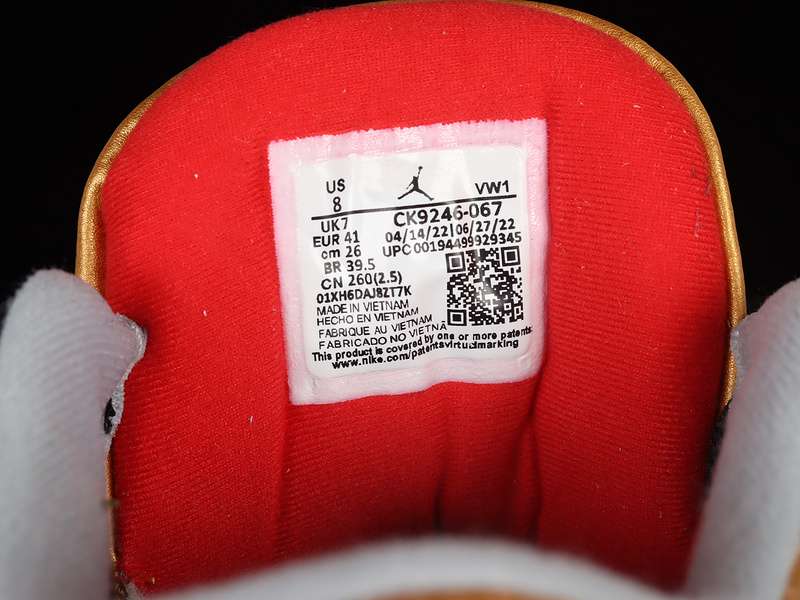 US
8
VW1
UK7
CK9246-067
EUR 41
04/14/22|06/27/22
cm 26
UPC 00194499929345
BR 39.5
CN 260(2.5)
01XH6DAJ8ZT7K
MADE IN VIETNAM
HECHO EN VIETNAM
FABRIQUE AU VIETNAM
FABRICADO NO VIETNÃ
This product is covered by one or more patents.
www.nike.com/patentsvirtualmarking